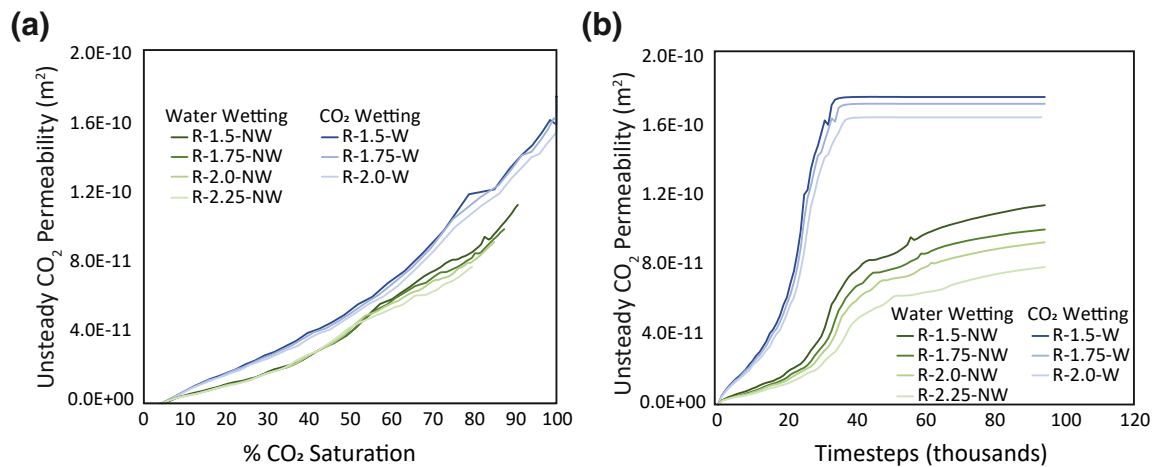 (a)
Unsteady CO₂ Permeability (m²)
2.0E-10
1.6E-10
1.2E-10
8.0E-11
4.0E-11
0.0E+00
Water Wetting
R-1.5-NW
R-1.75-NW
R-2.0-NW
R-2.25-NW
CO₂ Wetting
R-1.5-W
R-1.75-W
R-2.0-W
0 10 20 30 40 50 60 70 80 90 100
% CO₂ Saturation
(b)
Unsteady CO₂ Permeability (m²)
2.0E-10
1.6E-10
1.2E-10
8.0E-11
4.0E-11
0.0E+00
Water Wetting
R-1.5-NW
R-1.75-NW
R-2.0-NW
R-2.25-NW
CO₂ Wetting
R-1.5-W
R-1.75-W
R-2.0-W
0 20 40 60 80 100 120
Timesteps (thousands)